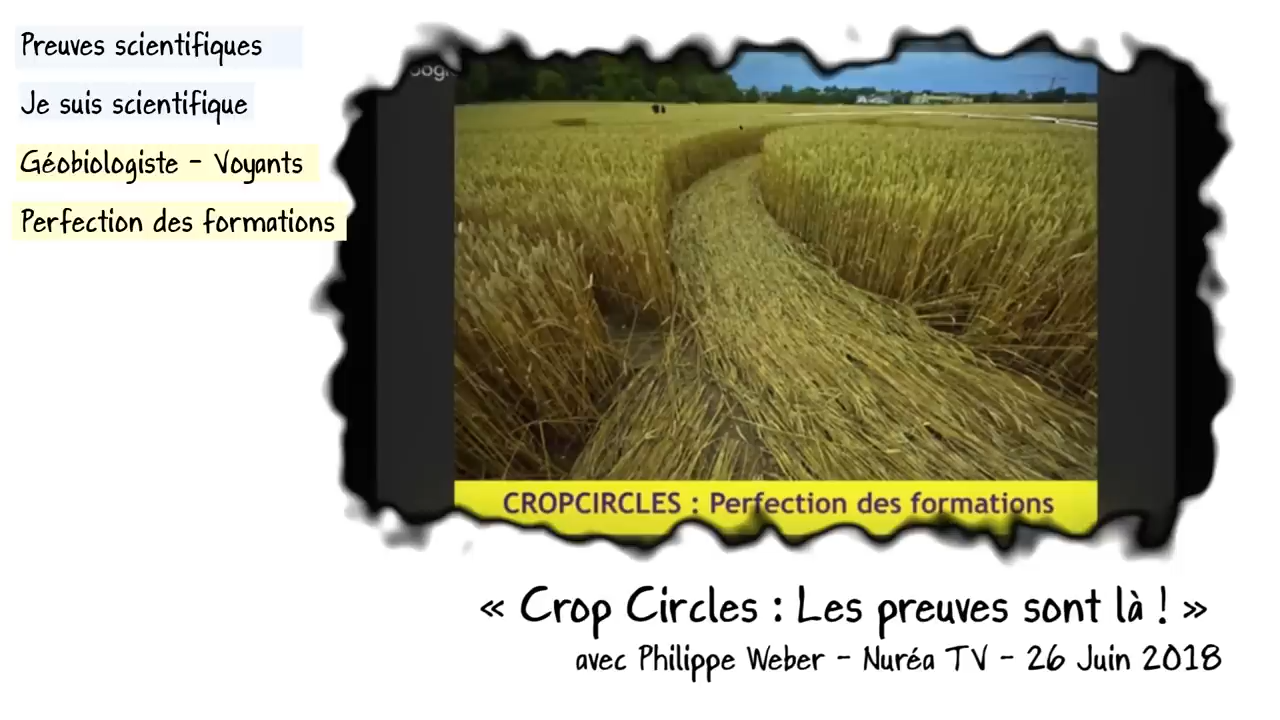 Preuves scientifiques
Je suis scientifique
Géobiologiste - Voyants
Perfection des formations
CROPCIRCLES : Perfection des formations
« Crop Circles : Les preuves sont là ! »
avec Philippe Weber - Nuréa TV - 26 Juin 2018